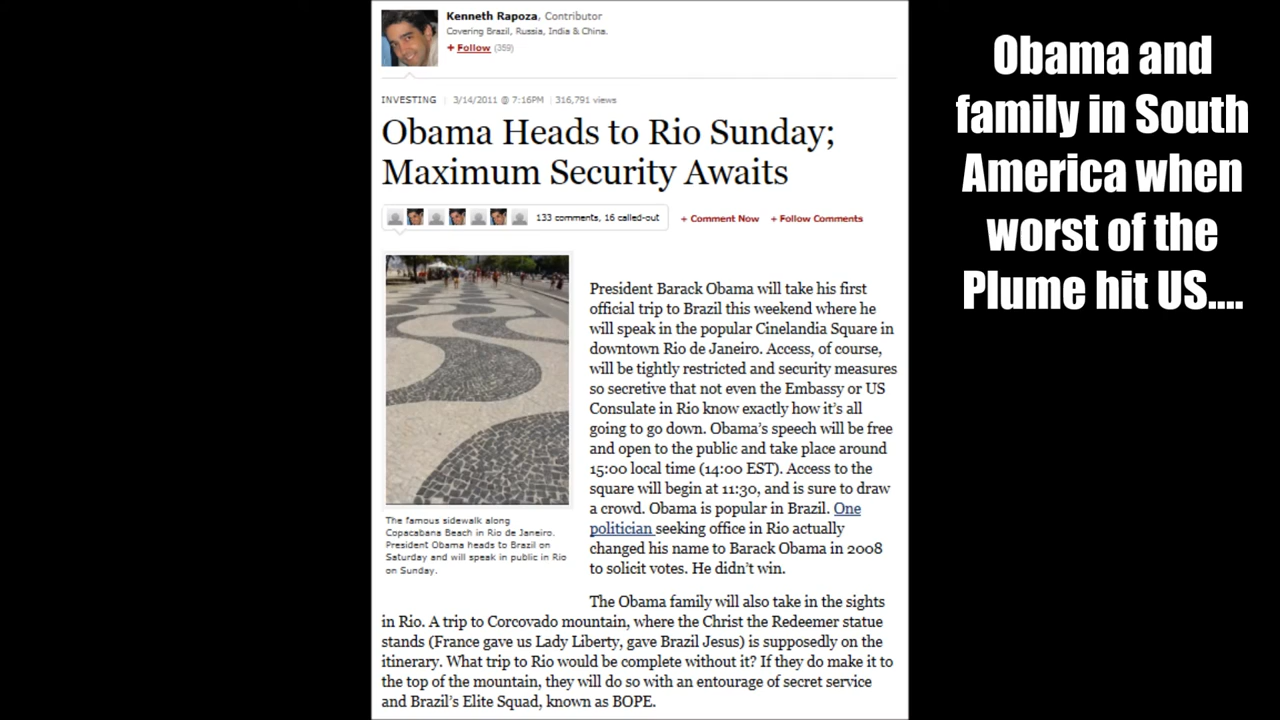 Kenneth Rapoza, Contributor
Covering Brazil, Russia, India & China.
+ Follow (359)
INVESTING | 3/14/2011 @ 7:16PM | 316,791 views
Obama Heads to Rio Sunday;
Maximum Security Awaits
133 comments, 16 called-out
+ Comment Now + Follow Comments
President Barack Obama will take his first
official trip to Brazil this weekend where he
will speak in the popular Cinelandia Square in
downtown Rio de Janeiro. Access, of course,
will be tightly restricted and security measures
so secretive that not even the Embassy or US
Consulate in Rio know exactly how it's all
going to go down. Obama's speech will be free
and open to the public and take place around
15:00 local time (14:00 EST). Access to the
square will begin at 11:30, and is sure to draw
a crowd. Obama is popular in Brazil. One
politician seeking office in Rio actually
changed his name to Barack Obama in 2008
to solicit votes. He didn't win.
The famous sidewalk along
Copacabana Beach in Rio de Janeiro.
President Obama heads to Brazil on
Saturday and will speak in public in Rio
on Sunday.
The Obama family will also take in the sights
in Rio. A trip to Corcovado mountain, where the Christ the Redeemer statue
stands (France gave us Lady Liberty, gave Brazil Jesus) is supposedly on the
itinerary. What trip to Rio would be complete without it? If they do make it to
the top of the mountain, they will do so with an entourage of secret service
and Brazil's Elite Squad, known as BOPE.
Obama and
family in South
America when
worst of the
Plume hit US....